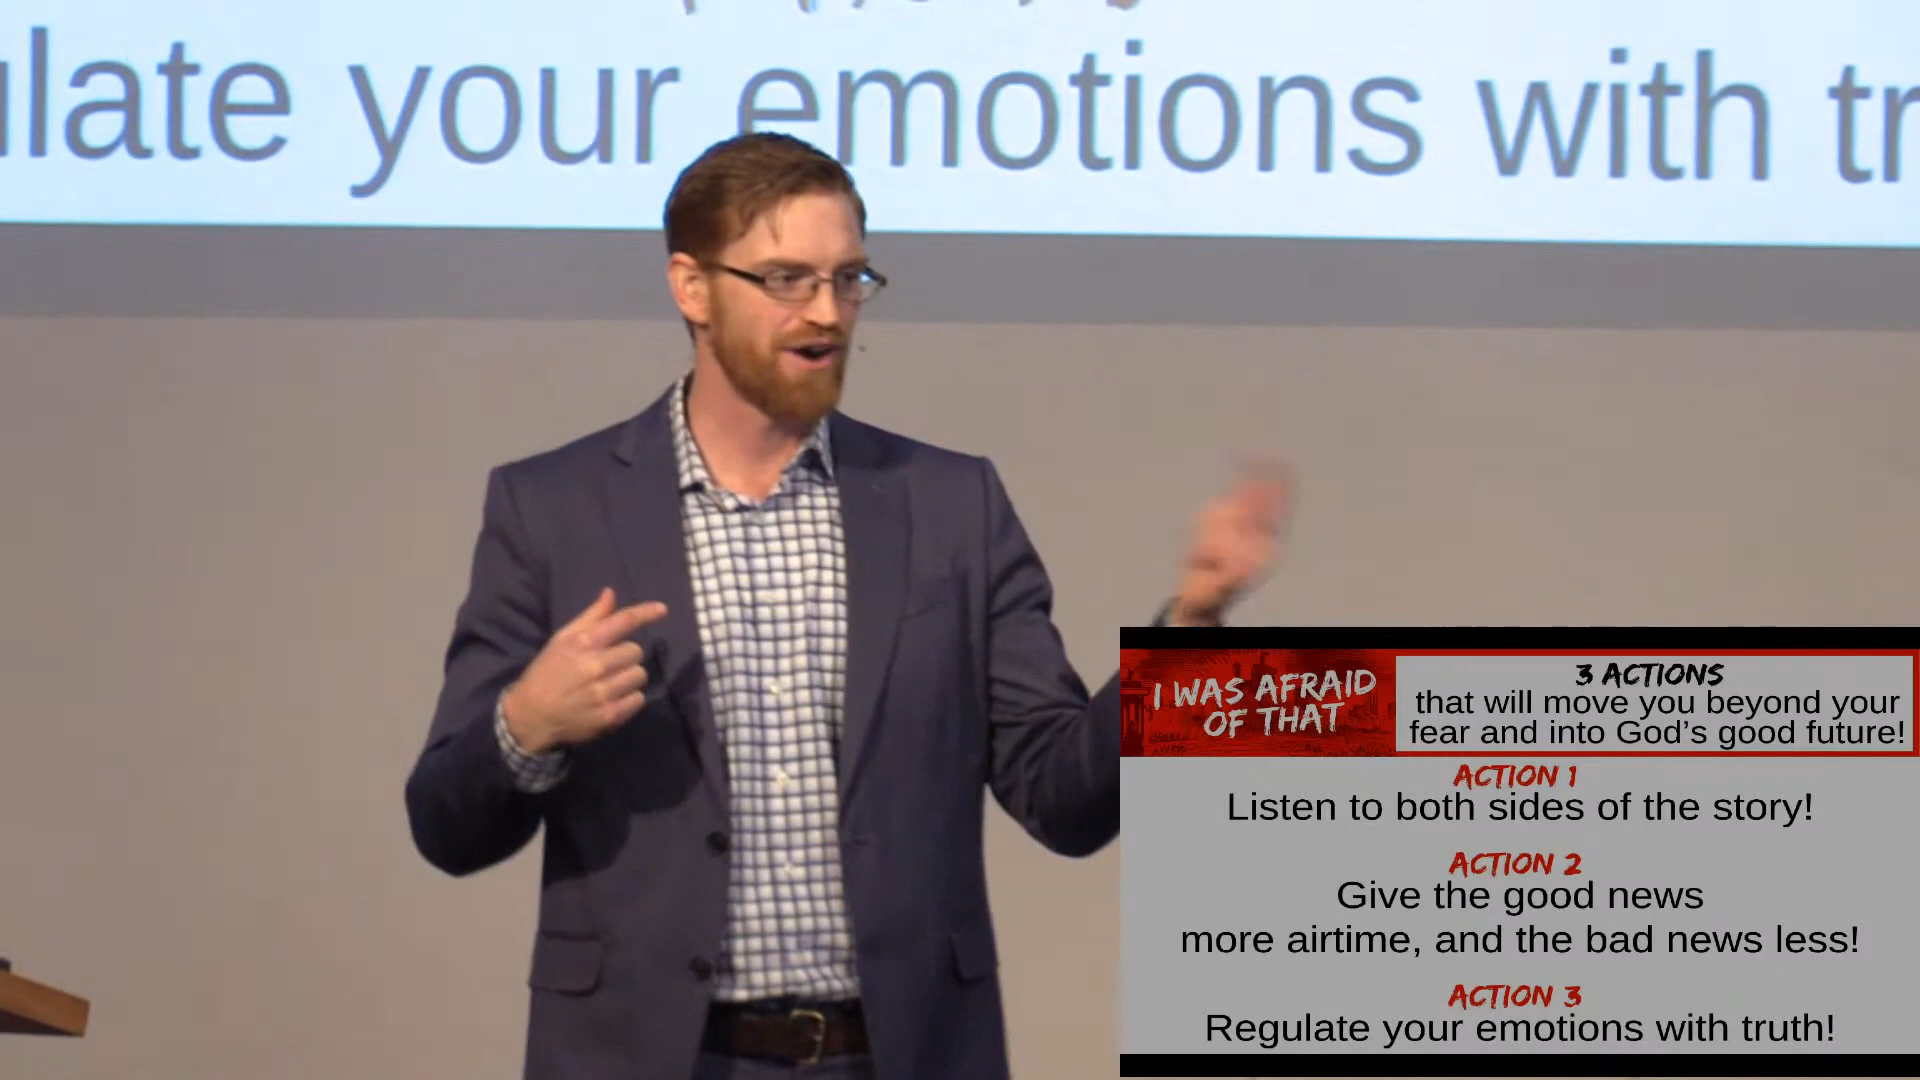 ulate your emotions with tr
I WAS AFRAID
OF THAT
3 ACTIONS
that will move you beyond your
fear and into God's good future!
ACTION 1
Listen to both sides of the story!
ACTION 2
Give the good news
more airtime, and the bad news less!
ACTION 3
Regulate your emotions with truth!